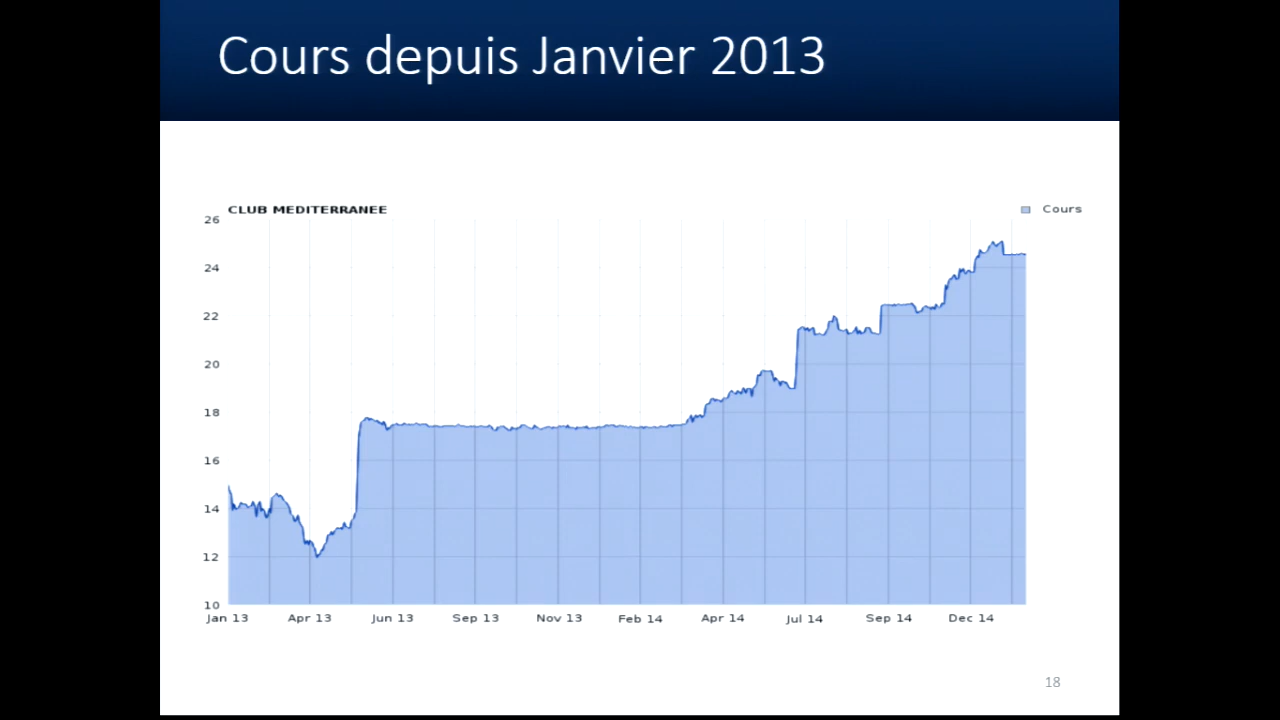 Cours depuis Janvier 2013
CLUB MEDITERRANEE
Cours
26
24
22
20
18
16
14
12
10
Jan 13 Apr 13 Jun 13 Sep 13 Nov 13 Feb 14 Apr 14 Jul 14 Sep 14 Dec 14
18